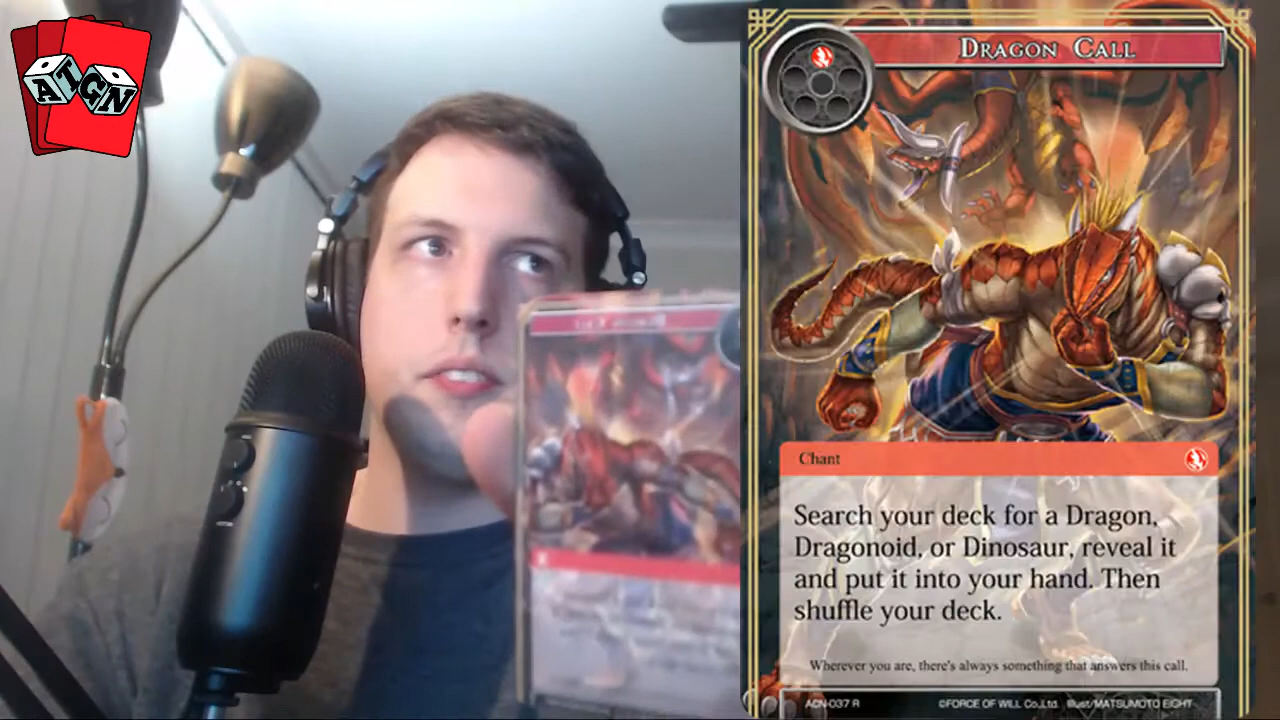 ATGN
DRAGON CALL
Chant
Search your deck for a Dragon,
Dragonoid, or Dinosaur, reveal it
and put it into your hand. Then
shuffle your deck.
Wherever you are, there's always something that answers this call.
ACN-037 R ©FORCE OF WILL Co.,Ltd. Illust/MATSUMOTO EIGHT